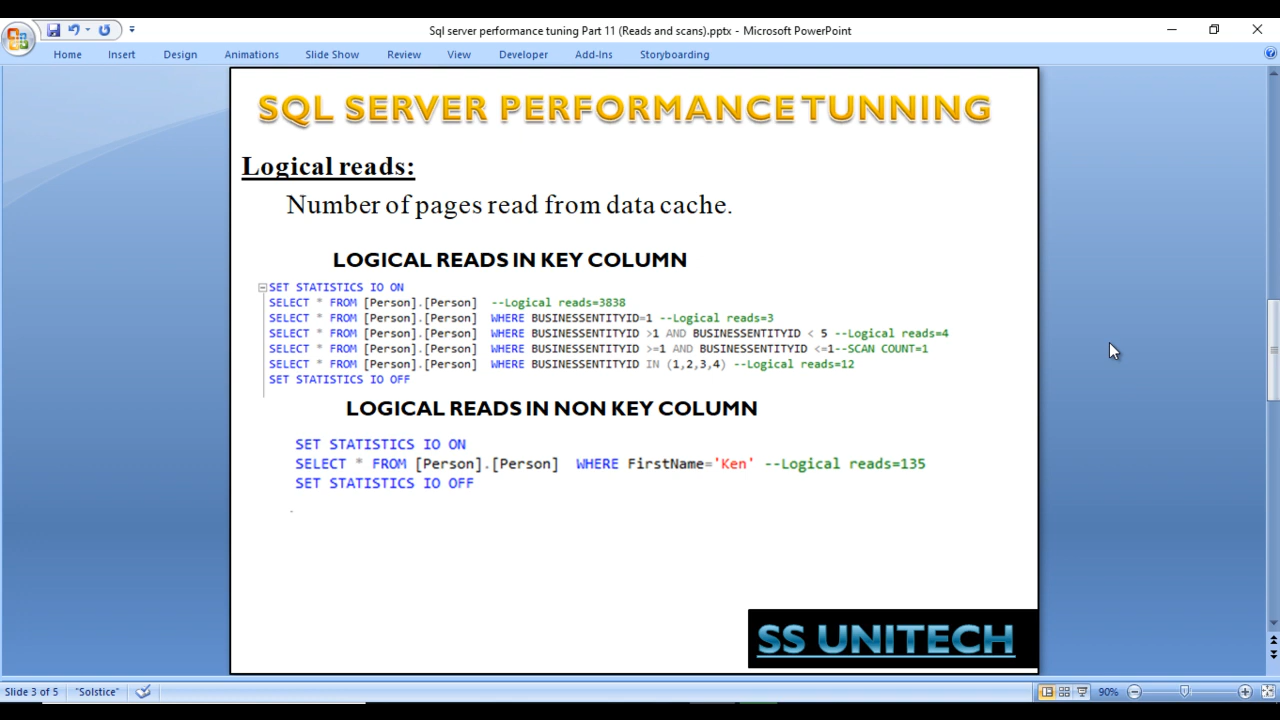 Sql server performance tuning Part 11 (Reads and scans).pptx - Microsoft PowerPoint
Home Insert Design Animations Slide Show Review View Developer Add-Ins Storyboarding
SQL SERVER PERFORMANCE TUNNING
Logical reads:
Number of pages read from data cache.
LOGICAL READS IN KEY COLUMN
SET STATISTICS IO ON
SELECT * FROM [Person].[Person] --Logical reads=3838
SELECT * FROM [Person].[Person] WHERE BUSINESSENTITYID=1 --Logical reads=3
SELECT * FROM [Person].[Person] WHERE BUSINESSENTITYID >1 AND BUSINESSENTITYID < 5 --Logical reads=4
SELECT * FROM [Person].[Person] WHERE BUSINESSENTITYID >=1 AND BUSINESSENTITYID <=1--SCAN COUNT=1
SELECT * FROM [Person].[Person] WHERE BUSINESSENTITYID IN (1,2,3,4) --Logical reads=12
SET STATISTICS IO OFF
LOGICAL READS IN NON KEY COLUMN
SET STATISTICS IO ON
SELECT * FROM [Person].[Person] WHERE FirstName='Ken' --Logical reads=135
SET STATISTICS IO OFF
SS UNITECH
Slide 3 of 5 "Solstice" 90%